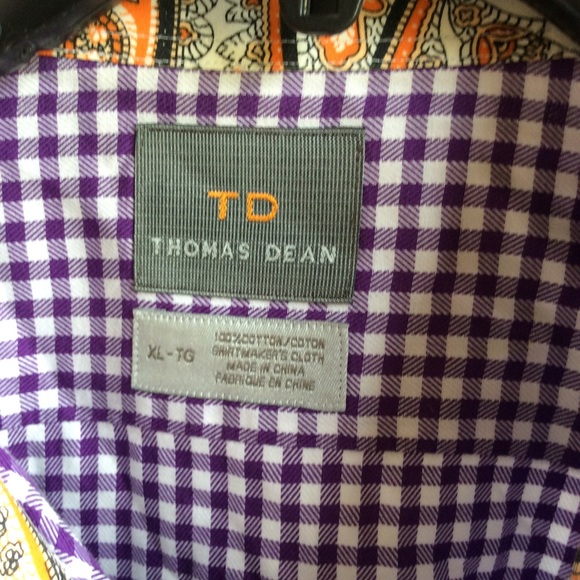 TD
THOMAS DEAN
XL-TG
100% COTTON/COTON
SHIRTMAKER'S CLOTH
MADE IN CHINA
FABRIQUE EN CHINE